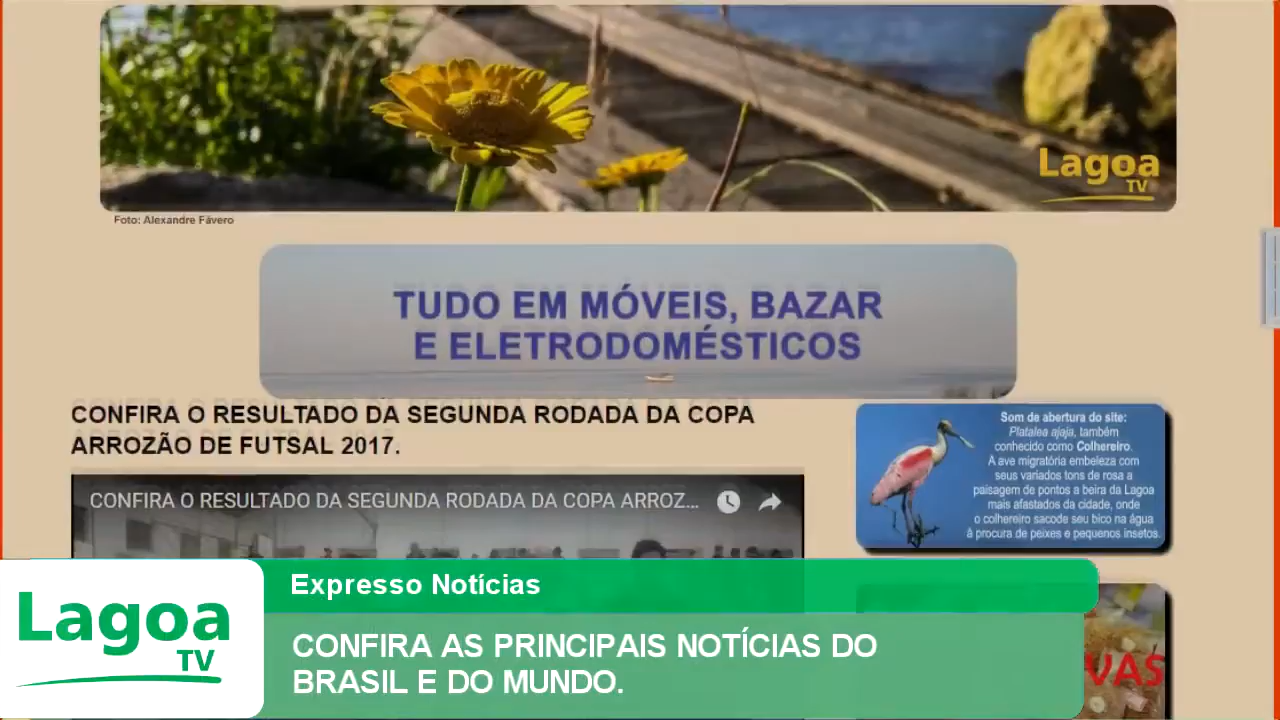 Lagoa
TV
Foto: Alexandre Fávero
TUDO EM MÓVEIS, BAZAR
E ELETRODOMÉSTICOS
CONFIRA O RESULTADO DA SEGUNDA RODADA DA COPA
ARROZÃO DE FUTSAL 2017.
CONFIRA O RESULTADO DA SEGUNDA RODADA DA COPA ARROZ...
Som de abertura do site:
Platalea ajaja, também
conhecido como Colhereiro.
A ave migratória embeleza com
seus variados tons de rosa a
paisagem de pontos a beira da Lagoa
mais afastados da cidade, onde
o colhereiro sacode seu bico na água
à procura de peixes e pequenos insetos.
Expresso Notícias
Lagoa
TV
CONFIRA AS PRINCIPAIS NOTÍCIAS DO
BRASIL E DO MUNDO.